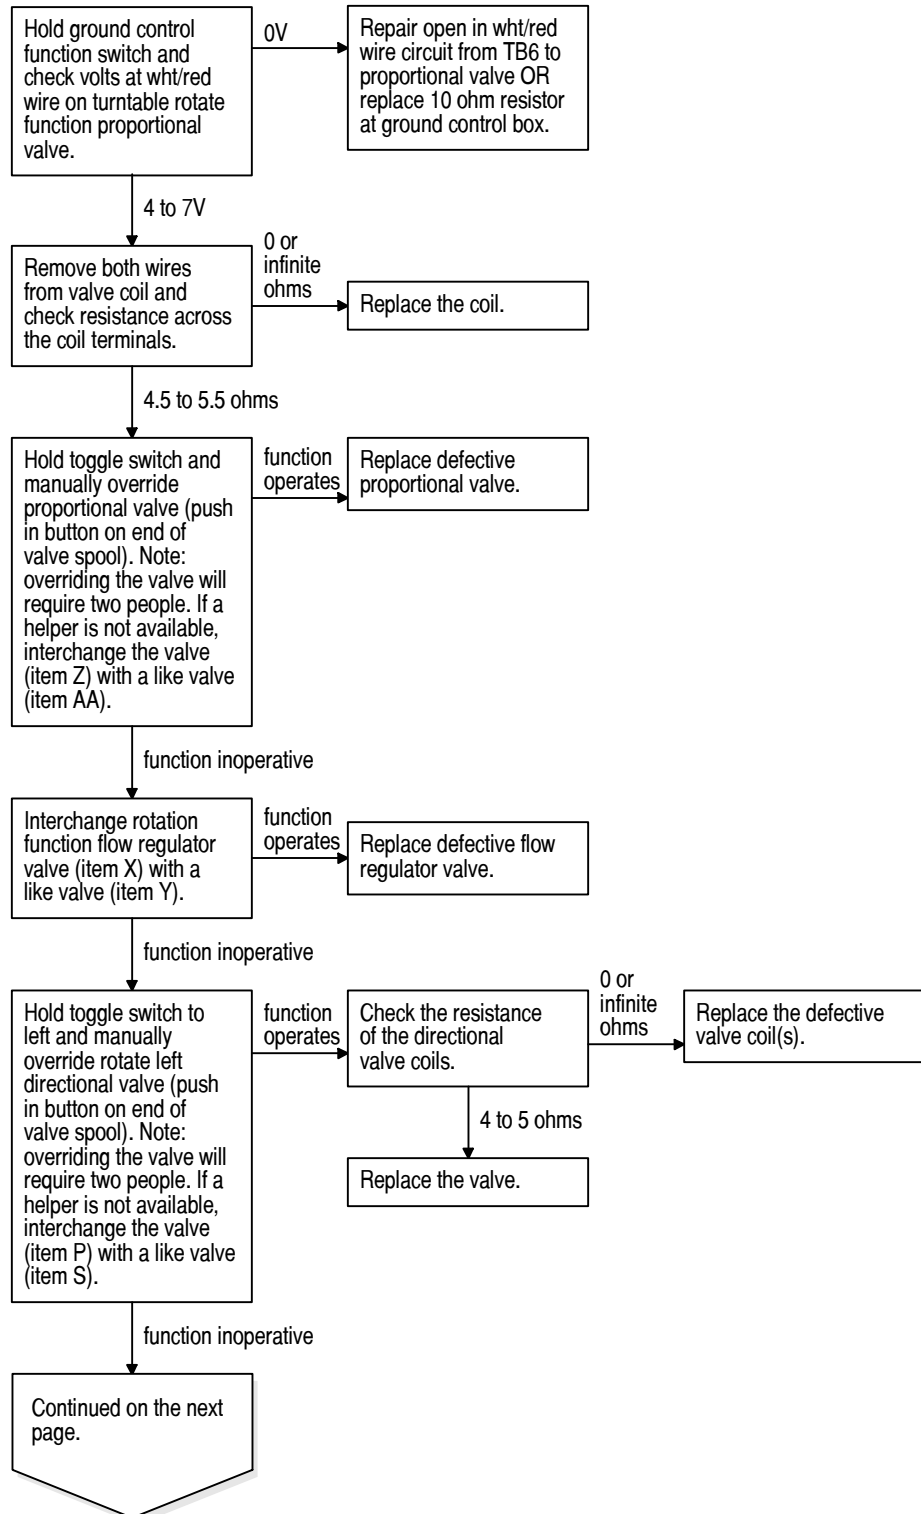 Hold ground control
function switch and
check volts at wht/red
wire on turntable rotate
function proportional
valve.
0V
Repair open in wht/red
wire circuit from TB6 to
proportional valve OR
replace 10 ohm resistor
at ground control box.
4 to 7V
Remove both wires
from valve coil and
check resistance across
the coil terminals.
0 or
infinite
ohms
Replace the coil.
4.5 to 5.5 ohms
Hold toggle switch and
manually override
proportional valve (push
in button on end of
valve spool). Note:
overriding the valve will
require two people. If a
helper is not available,
interchange the valve
(item Z) with a like valve
(item AA).
function
operates
Replace defective
proportional valve.
function inoperative
Interchange rotation
function flow regulator
valve (item X) with a
like valve (item Y).
function
operates
Replace defective flow
regulator valve.
function inoperative
Hold toggle switch to
left and manually
override rotate left
directional valve (push
in button on end of
valve spool). Note:
overriding the valve will
require two people. If a
helper is not available,
interchange the valve
(item P) with a like valve
(item S).
function
operates
Check the resistance
of the directional
valve coils.
0 or
infinite
ohms
Replace the defective
valve coil(s).
4 to 5 ohms
Replace the valve.
function inoperative
Continued on the next
page.